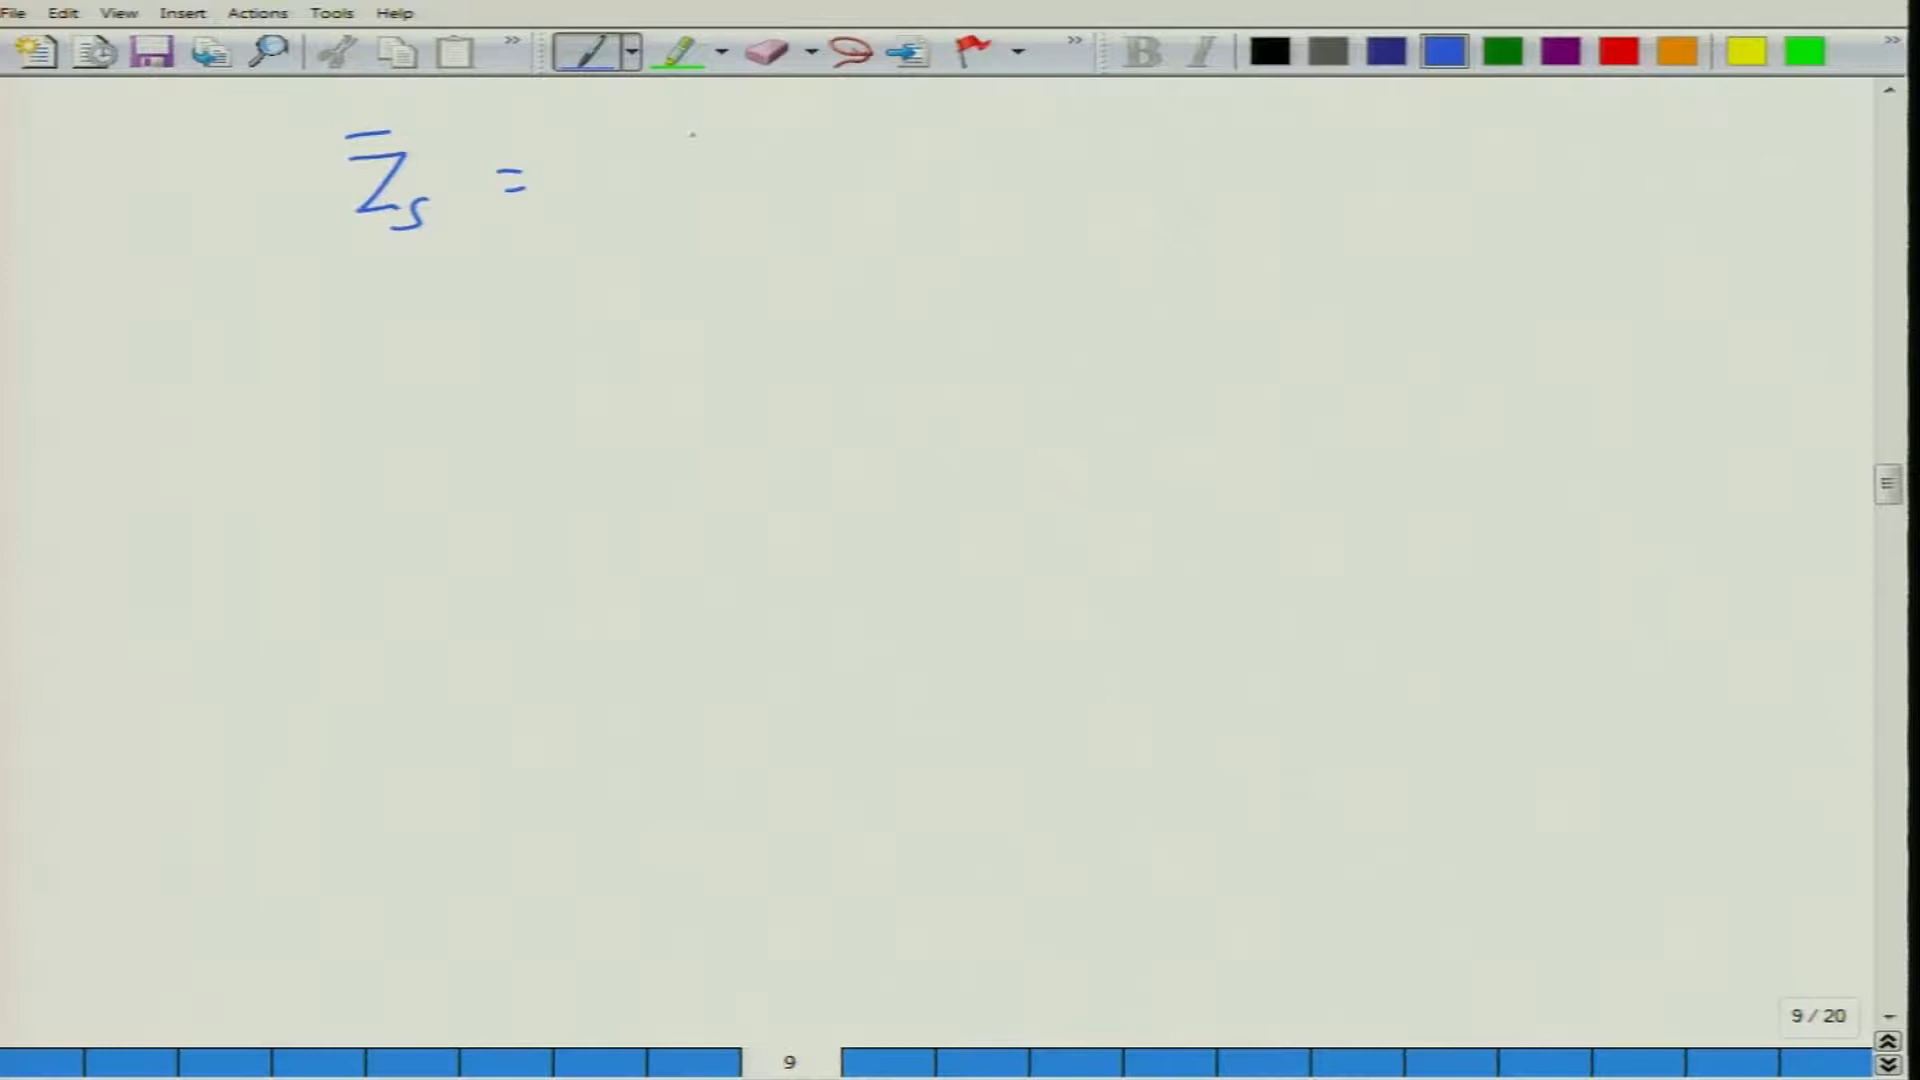 File Edit View Insert Actions Tools Help
B I
Z̅s =
9 / 20
9